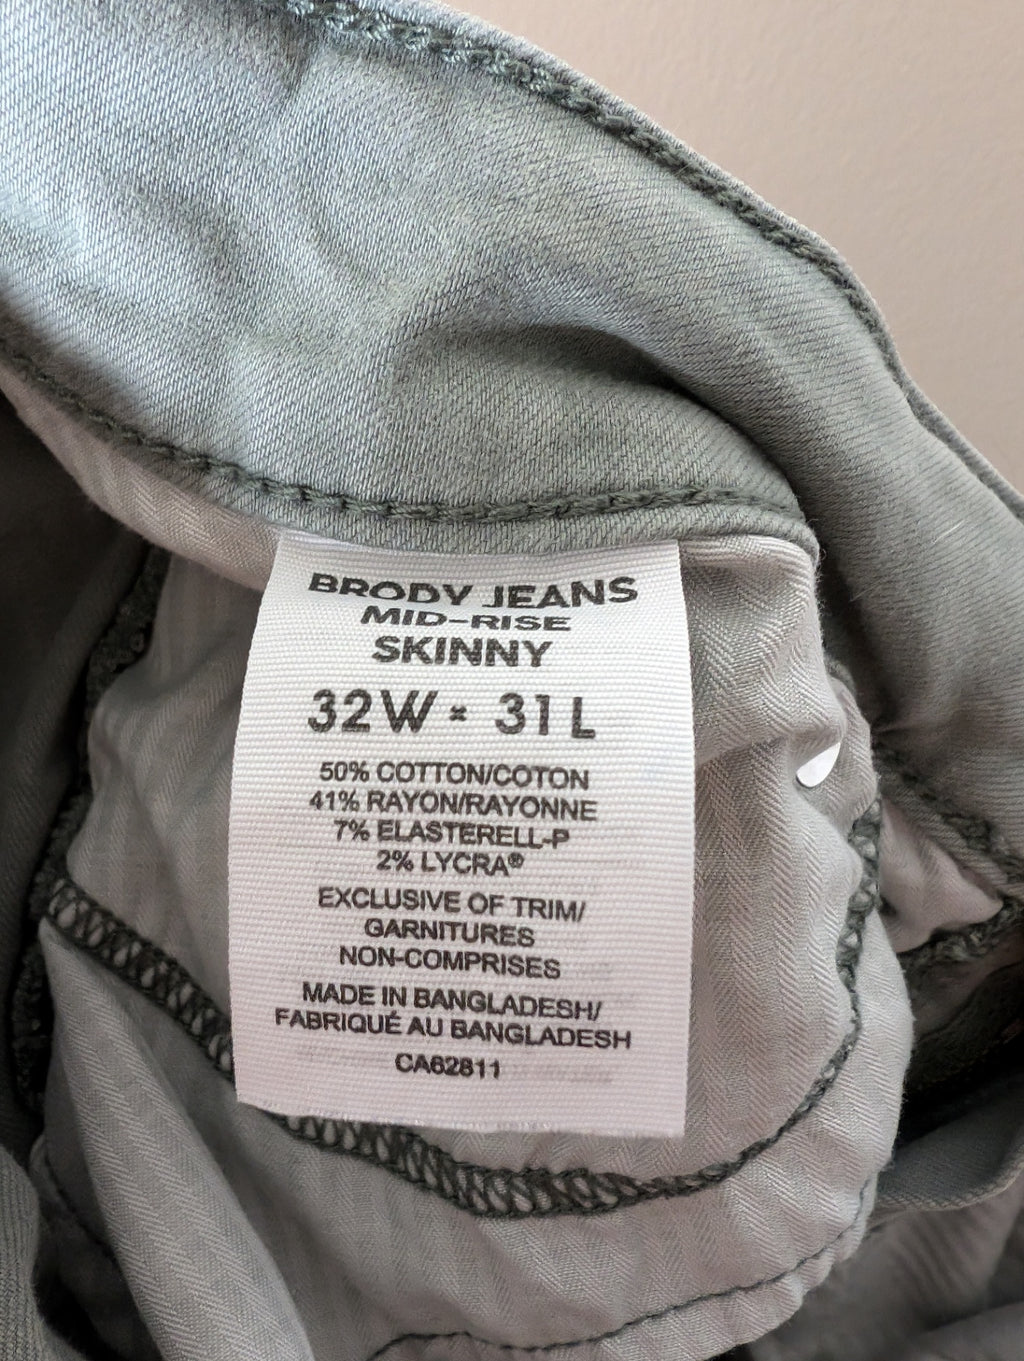 BRODY JEANS
MID-RISE
SKINNY
32W × 31L
50% COTTON/COTON
41% RAYON/RAYONNE
7% ELASTERELL-P
2% LYCRA®
EXCLUSIVE OF TRIM/
GARNITURES
NON-COMPRISES
MADE IN BANGLADESH/
FABRIQUÉ AU BANGLADESH
CA62811